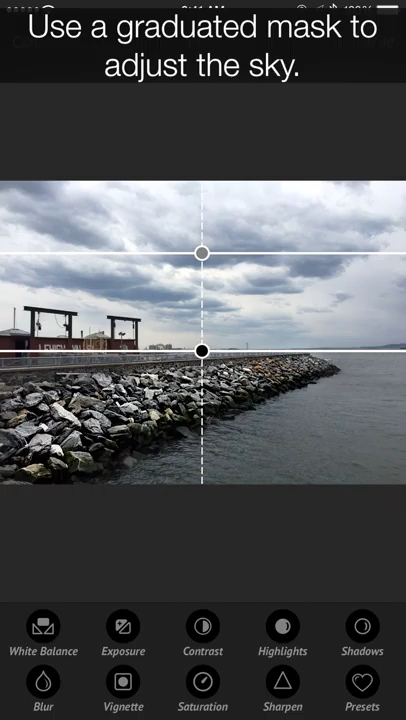 Use a graduated mask to
adjust the sky.
White Balance
Exposure
Contrast
Highlights
Shadows
Blur
Vignette
Saturation
Sharpen
Presets